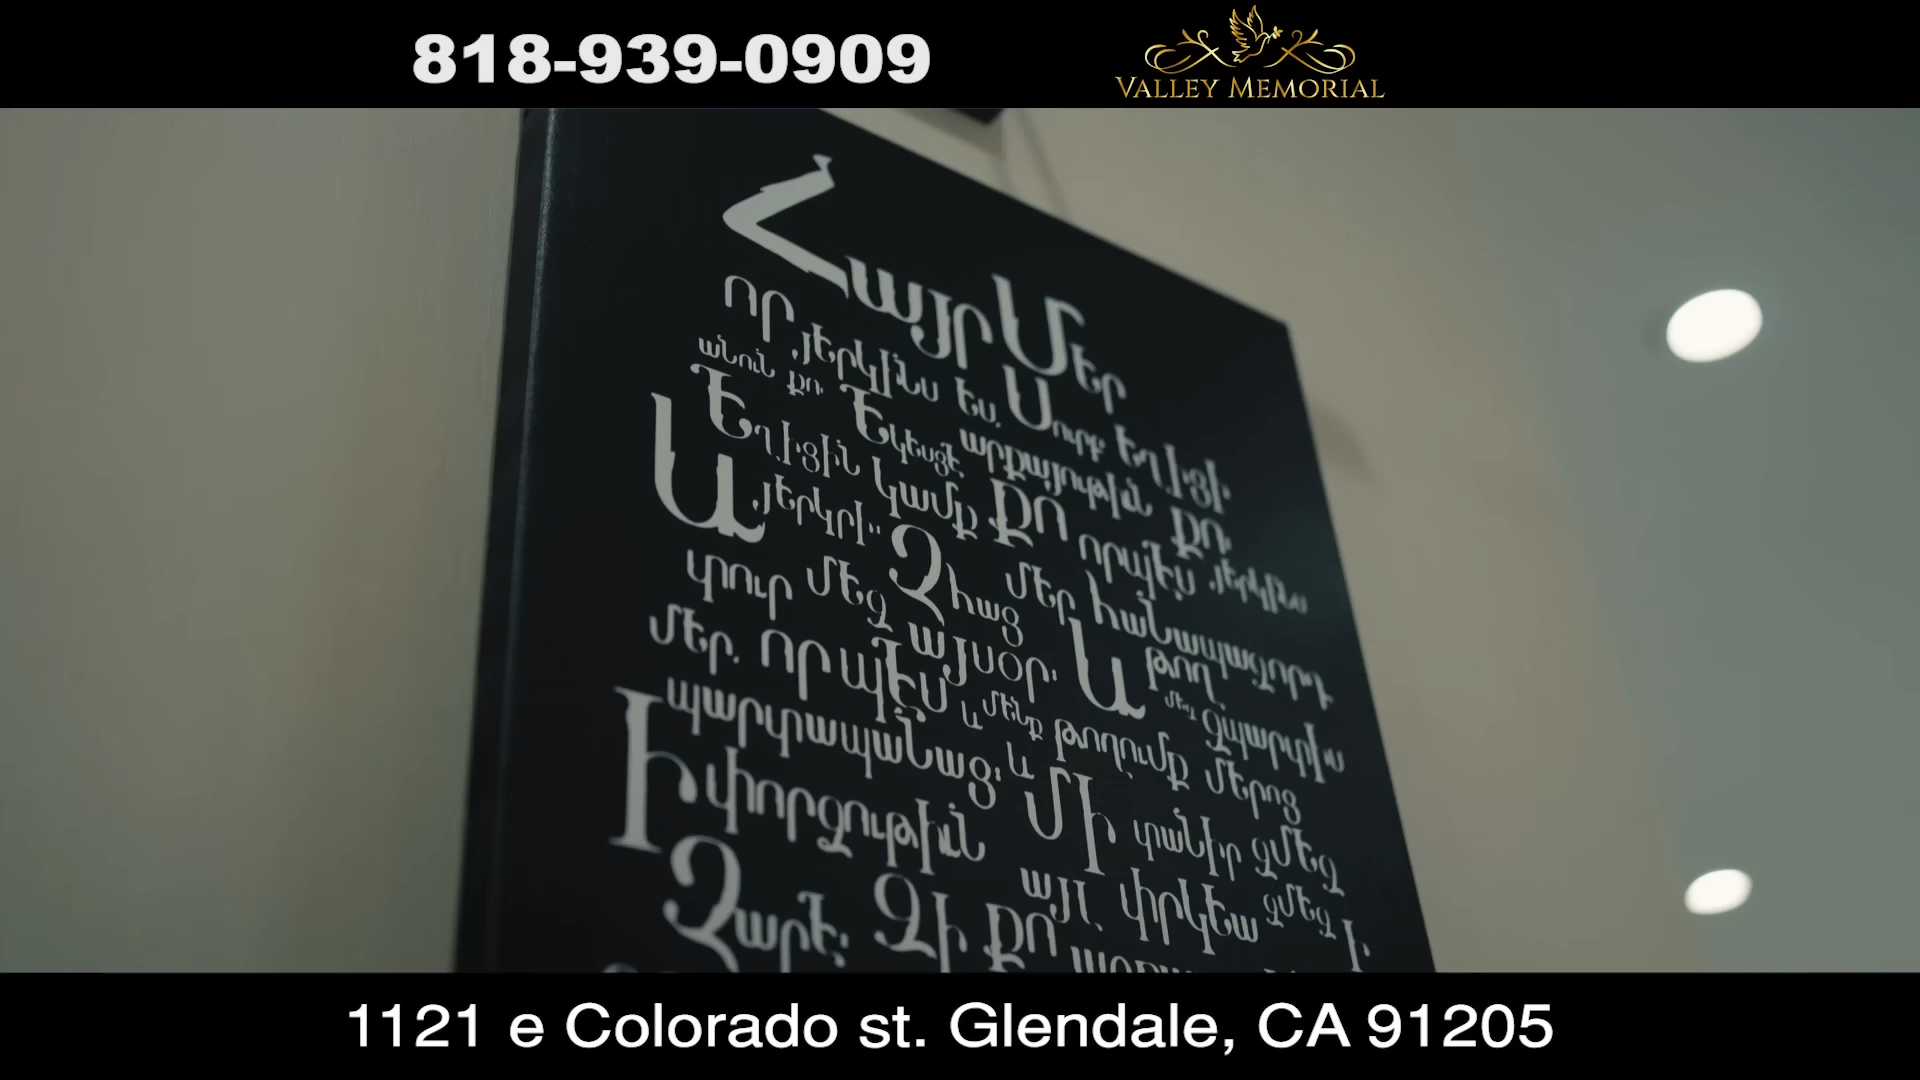 818-939-0909
VALLEY MEMORIAL
Հայր Մեր
Որ յերկինս ես, Սուրբ եղիցի
անուն քո. Եկեսցէ արքայութիւն Քո.
Եղիցին կամք Քո որպէս յերկինս
ԵՒ յերկրի. Զհաց մեր հանապազորդ
տուր մեզ այսօր. և թող մեզ զպարտիս
մեր. Որպէս և մենք թողումք մերոց
պարտապանաց. և Մի տանիր զմեզ
Ի փորձութիւն այլ փրկեա զմեզ ի
Չարէ. Զի Քո
1121 e Colorado st. Glendale, CA 91205